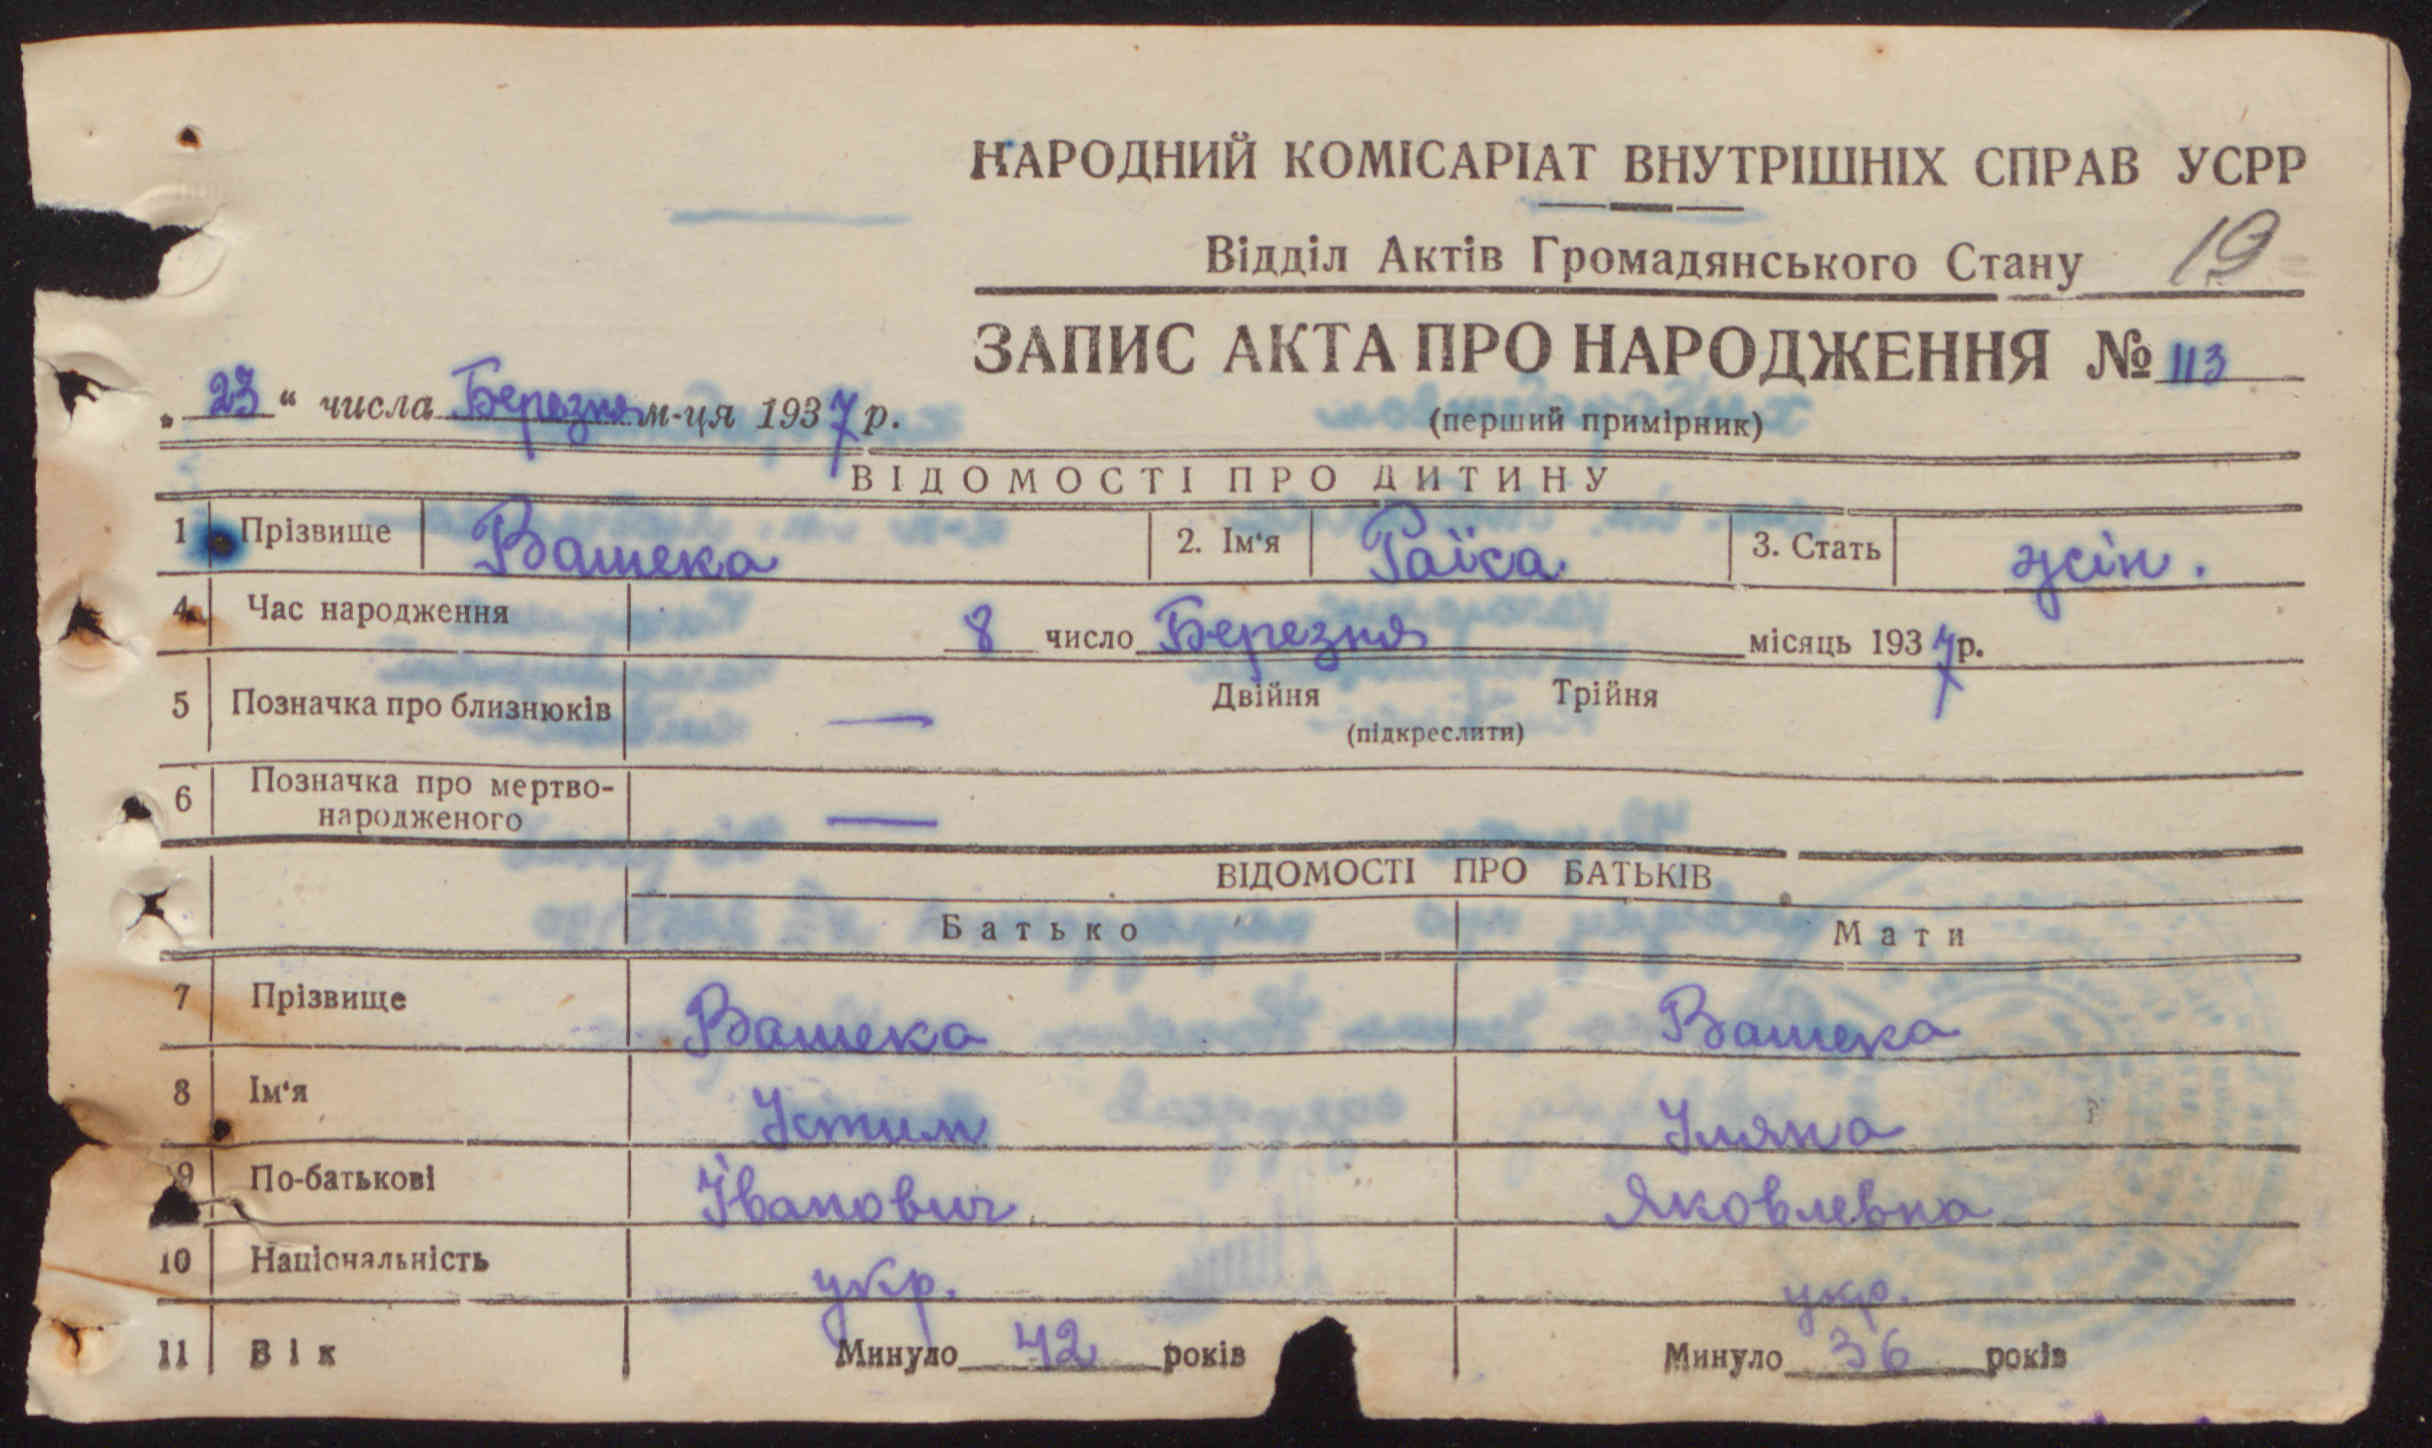 НАРОДНИЙ КОМІСАРІАТ ВНУТРІШНІХ СПРАВ УСРР
Відділ Актів Громадянського Стану 19
ЗАПИС АКТА ПРО НАРОДЖЕННЯ № 113
„ 23 “ числа Березня м-ця 1937 р.
(перший примірник)
ВІДОМОСТІ ПРО ДИТИНУ
1 Прізвище Вашека 2. Ім'я Раїса 3. Стать жін.
4 Час народження 8 число Березня місяць 1937 р.
5 Позначка про близнюків — Двійня Трійня
(підкреслити)
6 Позначка про мертво-
народженого —
ВІДОМОСТІ ПРО БАТЬКІВ
Батько Мати
7 Прізвище Вашека Вашека
8 Ім'я Устим Уляна
9 По-батькові Іванович Яковлевна
10 Національність укр. укр.
11 Вік Минуло 42 років Минуло 36 років